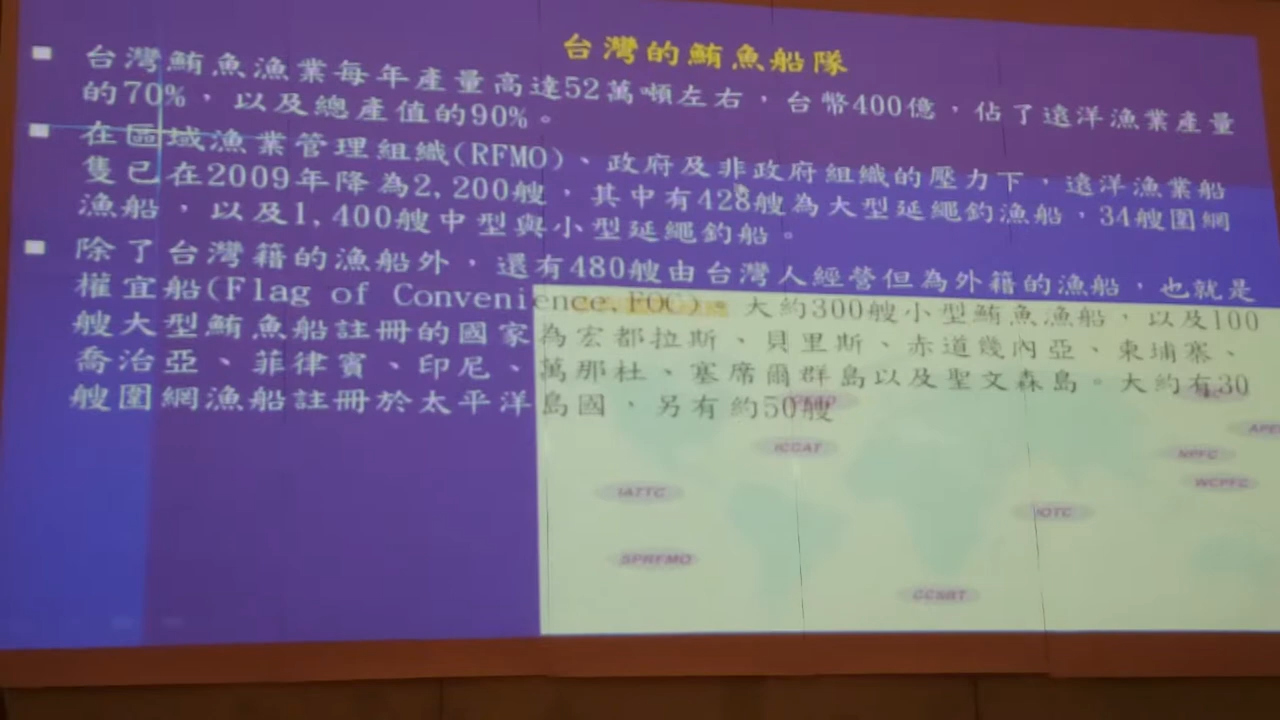 台灣的鮪魚船隊
台灣鮪魚漁業每年產量高達52萬噸左右，台幣400億，佔了遠洋漁業產量
的70%，以及總產值的90%。
在區域漁業管理組織(RFMO)、政府及非政府組織的壓力下，遠洋漁業船
隻已在2009年降為2,200艘，其中有428艘為大型延繩釣漁船，34艘圍網
漁船，以及1,400艘中型與小型延繩釣船。
除了台灣籍的漁船外，還有480艘由台灣人經營但為外籍的漁船，也就是
權宜船(Flag of Convenience,FOC)。大約300艘小型鮪魚漁船，以及100
艘大型鮪魚船註冊的國家為宏都拉斯、貝里斯、赤道幾內亞、柬埔寨、
喬治亞、菲律賓、印尼、萬那杜、塞席爾群島以及聖文森島。大約有30
艘圍網漁船註冊於太平洋島國，另有約50艘
ICCAT
NPFC
IATTC
WCPFC
IOTC
SPRFMO
CCSBT